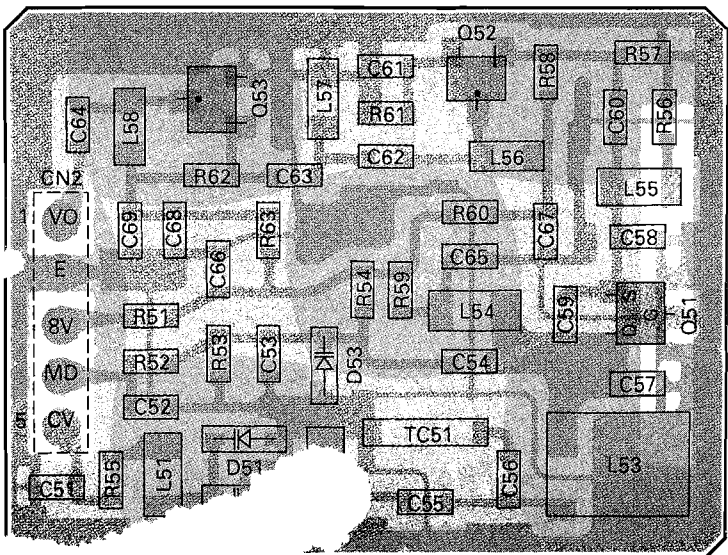 Q52
C61
R58
R57
Q53
L57
C64
L58
R61
C60
R56
C62
L56
R62
C63
L55
CN2
1
VO
C69
C68
R63
R60
C67
C58
E
C66
C65
R54
R59
8V
R51
L54
C59
D
S
G
Q51
MD
R52
R53
C53
D53
C54
C57
5
CV
C52
TC51
D51
C51
R55
L51
C56
L53
C55